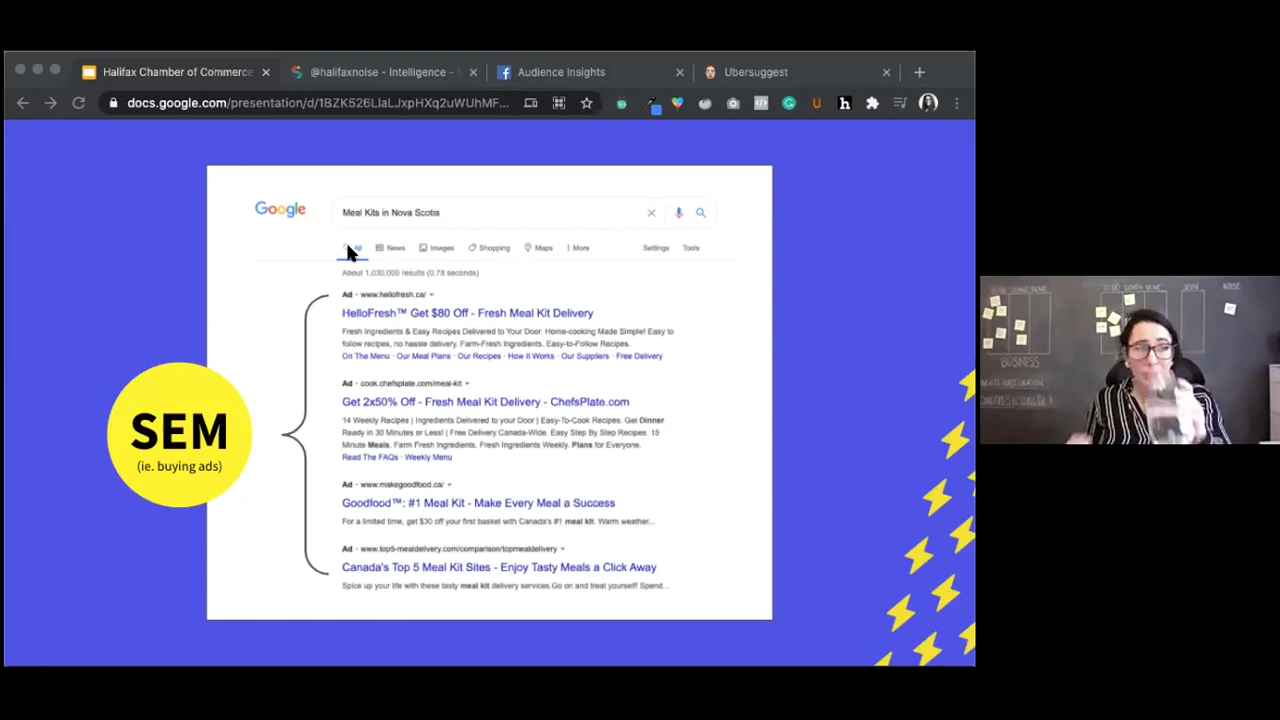 Halifax Chamber of Commerce
@halifaxnoise - Intelligence -
Audience Insights
Ubersuggest
docs.google.com/presentation/d/1BZK526LlaLJxpHXq2uWUhMF...
Google
Meal Kits in Nova Scotia
All News Images Shopping Maps More Settings Tools
About 1,030,000 results (0.78 seconds)
Ad · www.hellofresh.ca/
HelloFresh™ Get $80 Off - Fresh Meal Kit Delivery
Fresh Ingredients & Easy Recipes Delivered to Your Door. Home-cooking Made Simple! Easy to
follow recipes, no hassle delivery. Farm-Fresh Ingredients. Easy-to-Follow Recipes.
On The Menu · Our Meal Plans · Our Recipes · How It Works · Our Suppliers · Free Delivery
Ad · cook.chefsplate.com/meal-kit
Get 2x50% Off - Fresh Meal Kit Delivery - ChefsPlate.com
14 Weekly Recipes | Ingredients Delivered to your Door | Easy-To-Cook Recipes. Get Dinner
Ready in 30 Minutes or Less! | Free Delivery Canada-Wide. Easy Step By Step Recipes. 15
Minute Meals. Farm Fresh Ingredients. Fresh Ingredients Weekly. Plans for Everyone.
Read The FAQs · Weekly Menu
Ad · www.makegoodfood.ca/
Goodfood™: #1 Meal Kit - Make Every Meal a Success
For a limited time, get $30 off your first basket with Canada's #1 meal kit. Warm weather...
Ad · www.top5-mealdelivery.com/comparison/topmealdelivery
Canada's Top 5 Meal Kit Sites - Enjoy Tasty Meals a Click Away
Spice up your life with these tasty meal kit delivery services.Go on and treat yourself! Spend...
SEM
(ie. buying ads)
BUSINESS